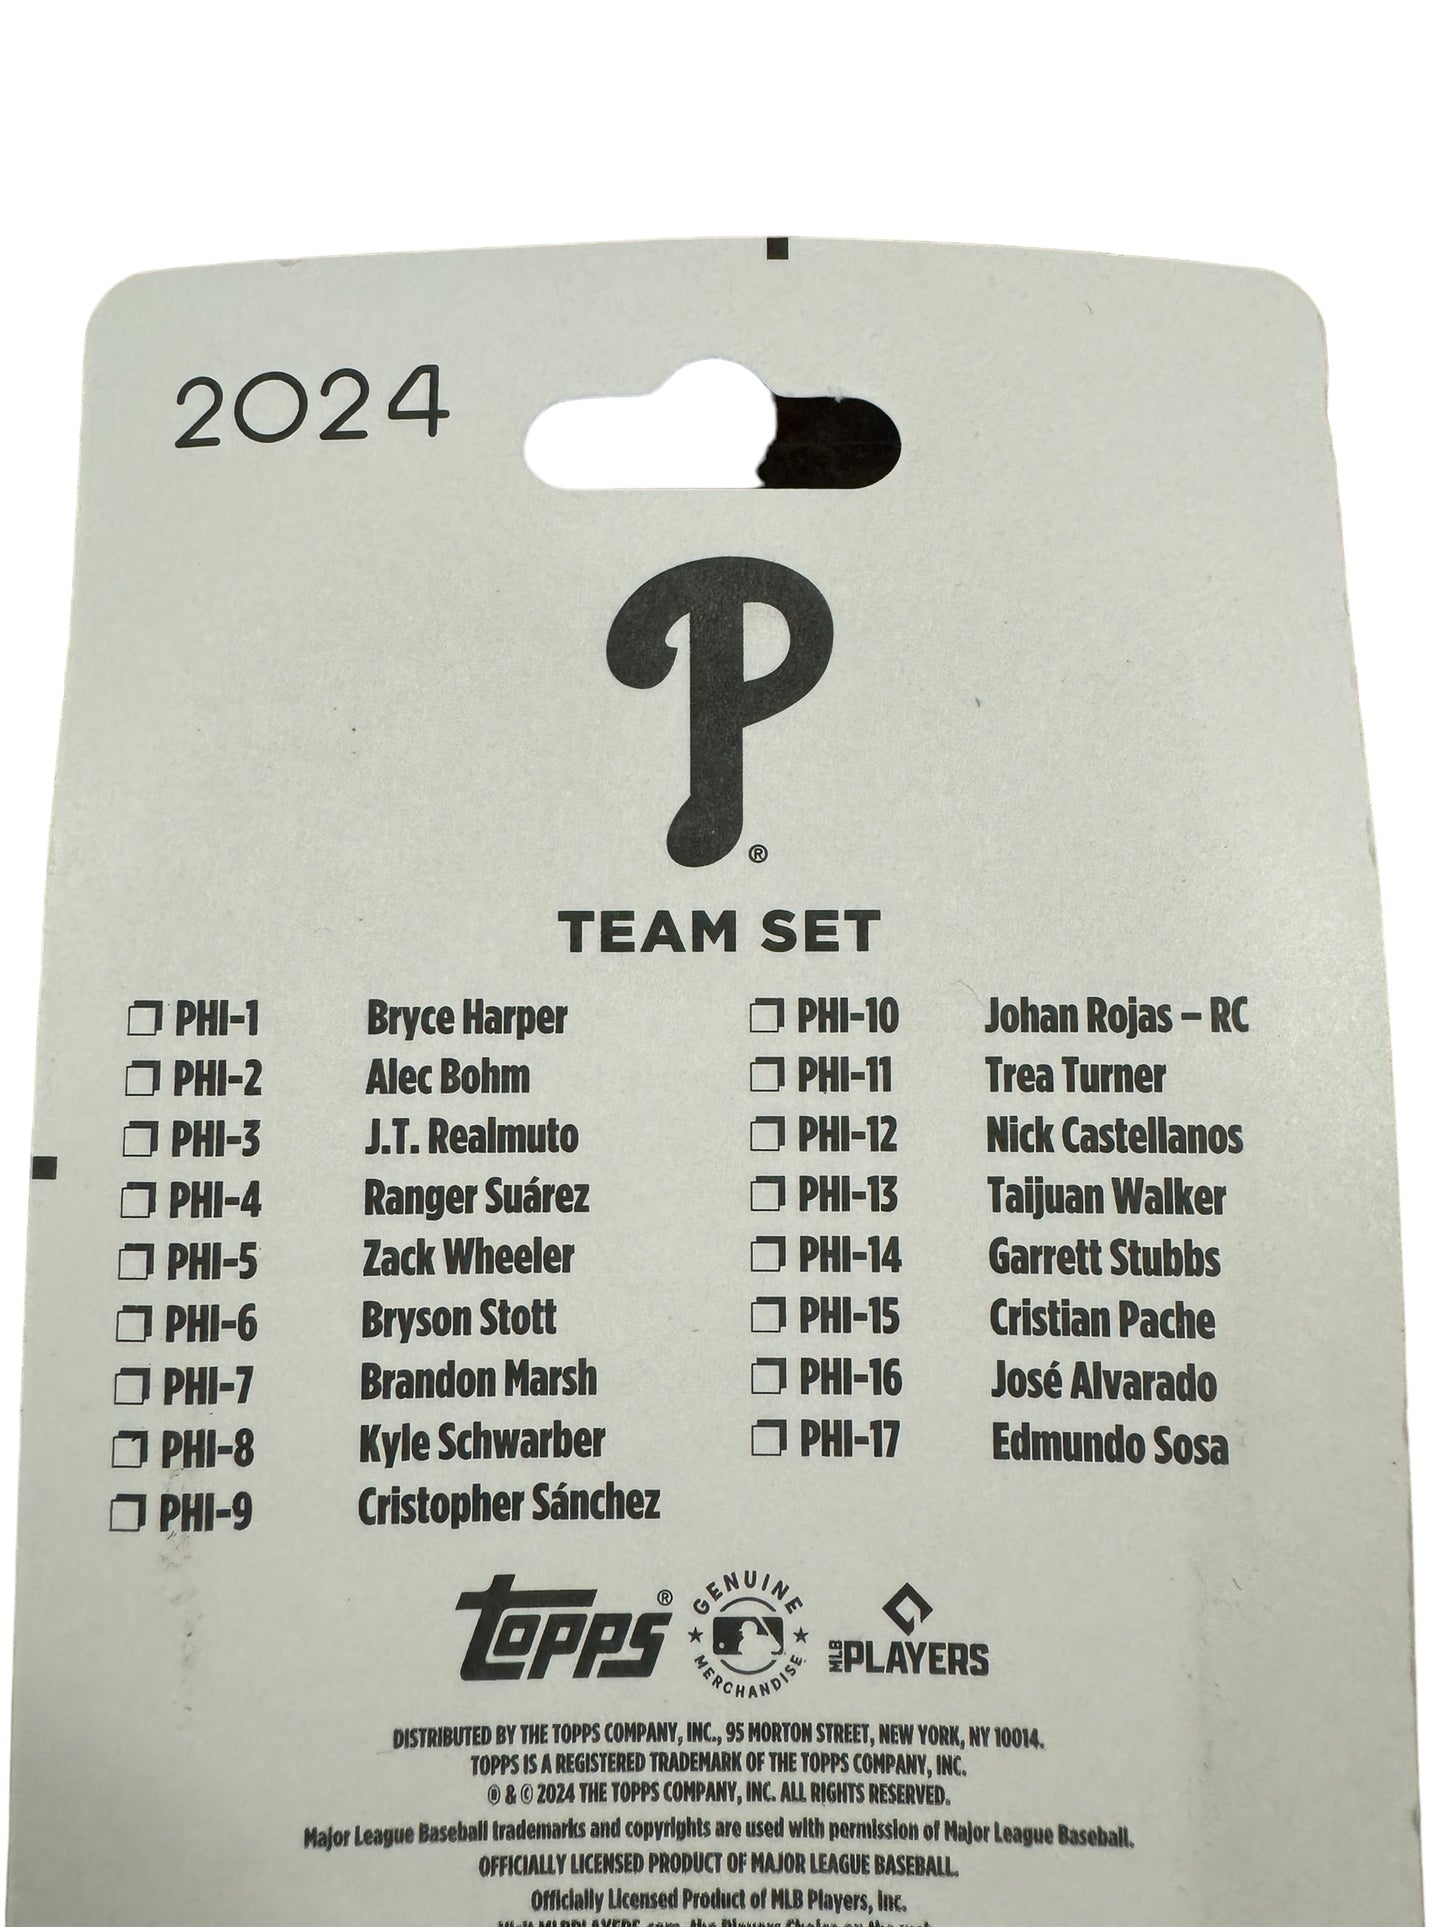 2024
P®
TEAM SET
PHI-1 Bryce Harper
PHI-2 Alec Bohm
PHI-3 J.T. Realmuto
PHI-4 Ranger Suárez
PHI-5 Zack Wheeler
PHI-6 Bryson Stott
PHI-7 Brandon Marsh
PHI-8 Kyle Schwarber
PHI-9 Cristopher Sánchez
PHI-10 Johan Rojas – RC
PHI-11 Trea Turner
PHI-12 Nick Castellanos
PHI-13 Taijuan Walker
PHI-14 Garrett Stubbs
PHI-15 Cristian Pache
PHI-16 José Alvarado
PHI-17 Edmundo Sosa
topps®
GENUINE MERCHANDISE
MLB PLAYERS
DISTRIBUTED BY THE TOPPS COMPANY, INC., 95 MORTON STREET, NEW YORK, NY 10014.
TOPPS IS A REGISTERED TRADEMARK OF THE TOPPS COMPANY, INC.
® & © 2024 THE TOPPS COMPANY, INC. ALL RIGHTS RESERVED.
Major League Baseball trademarks and copyrights are used with permission of Major League Baseball.
OFFICIALLY LICENSED PRODUCT OF MAJOR LEAGUE BASEBALL.
Officially Licensed Product of MLB Players, Inc.